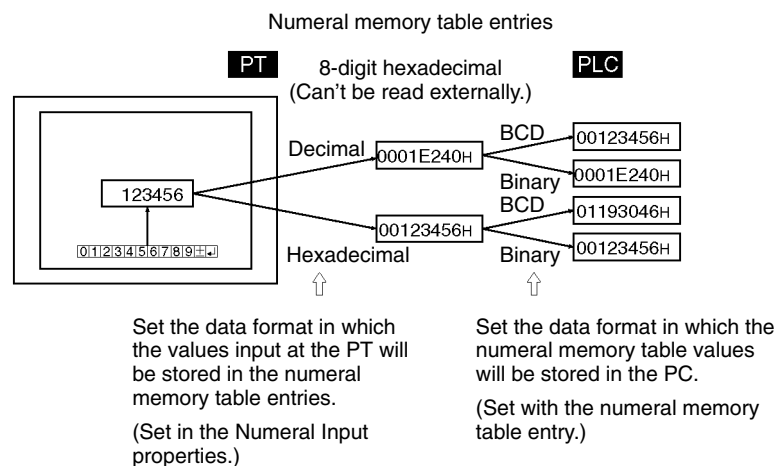 Numeral memory table entries
PT
8-digit hexadecimal
(Can't be read externally.)
PLC
Decimal
0001E240H
BCD
00123456H
Binary
0001E240H
123456
0123456789±↵
Hexadecimal
00123456H
BCD
01193046H
Binary
00123456H
Set the data format in which
the values input at the PT will
be stored in the numeral
memory table entries.
(Set in the Numeral Input
properties.)
Set the data format in which the
numeral memory table values
will be stored in the PC.
(Set with the numeral memory
table entry.)